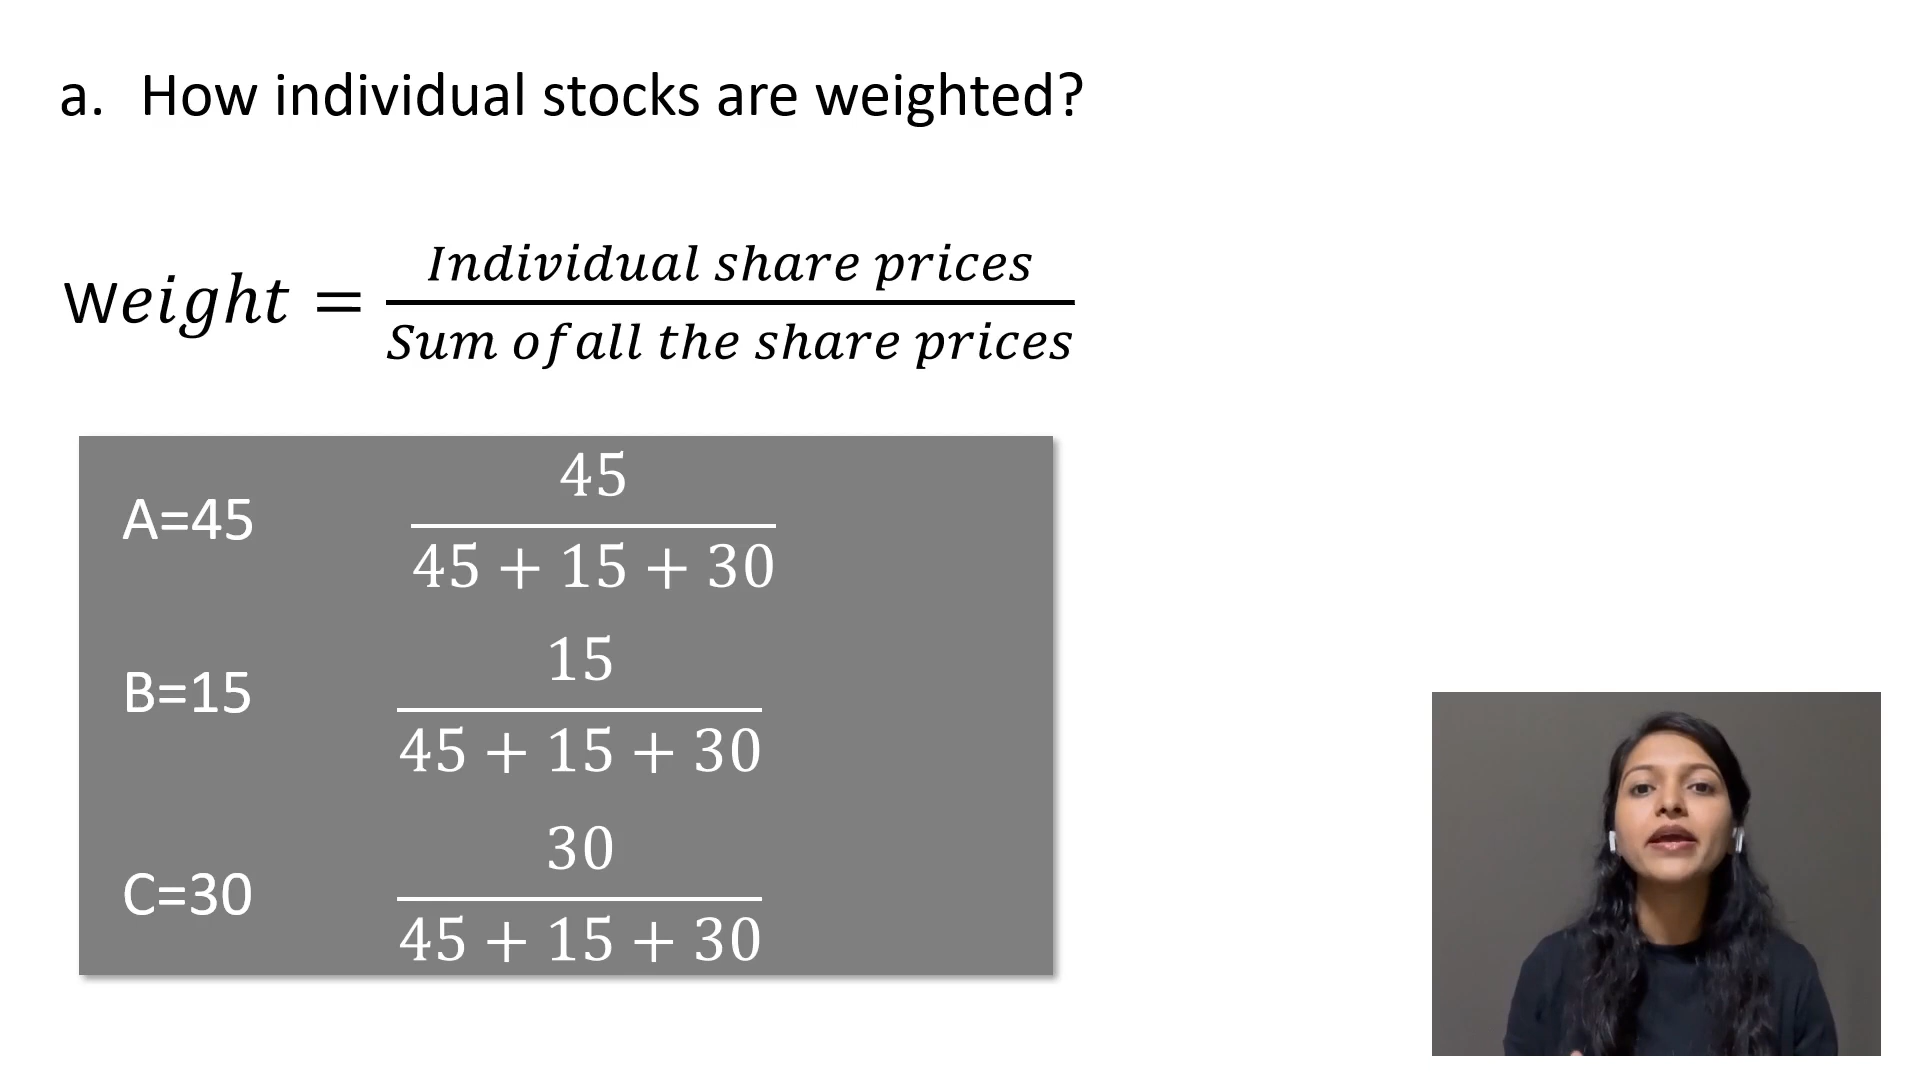 a. How individual stocks are weighted?
Weight = Individual share prices / Sum of all the share prices
A=45 45 / 45 + 15 + 30
B=15 15 / 45 + 15 + 30
C=30 30 / 45 + 15 + 30